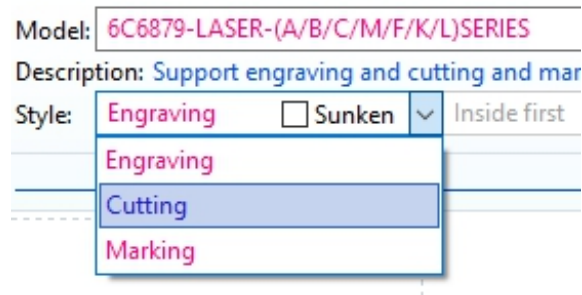 Model: 6C6879-LASER-(A/B/C/M/F/K/L)SERIES
Description: Support engraving and cutting and mar
Style: Engraving Sunken Inside first
Engraving
Cutting
Marking